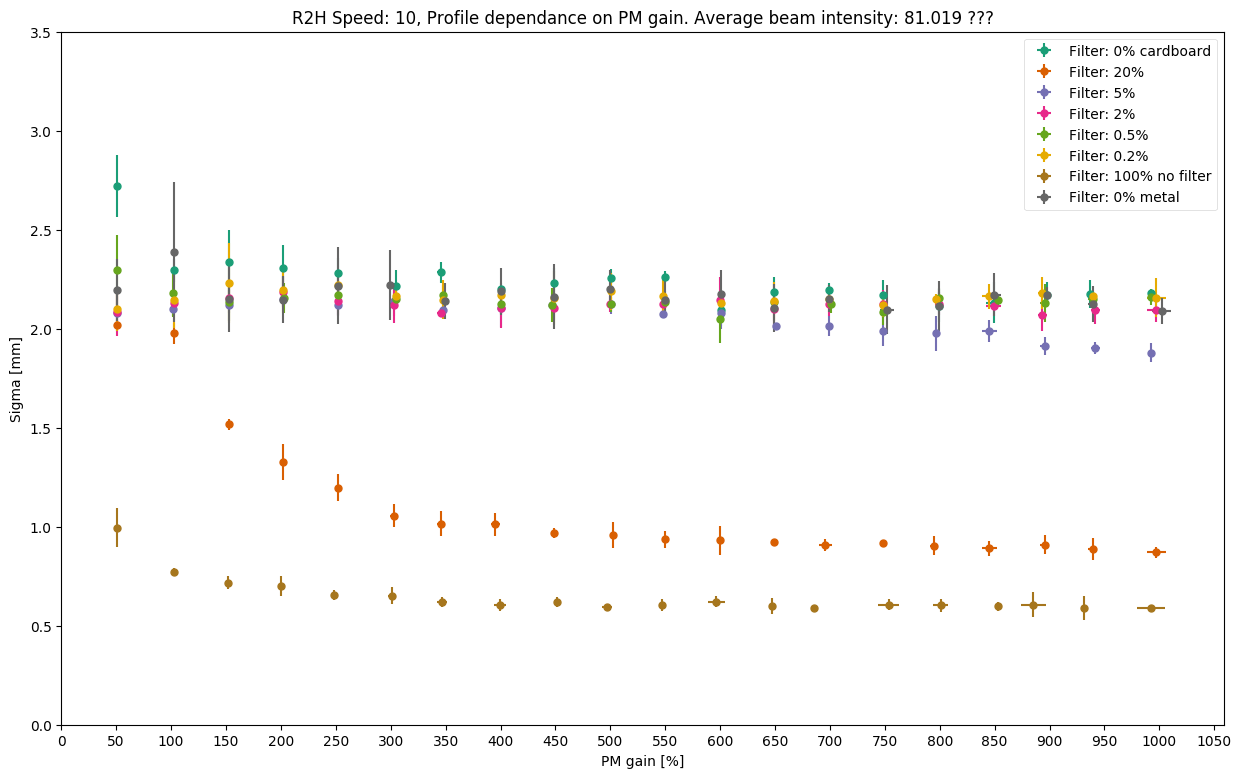 R2H Speed: 10, Profile dependance on PM gain. Average beam intensity: 81.019 ???
3.5
3.0
2.5
2.0
1.5
1.0
0.5
0.0
Sigma [mm]
Filter: 0% cardboard
Filter: 20%
Filter: 5%
Filter: 2%
Filter: 0.5%
Filter: 0.2%
Filter: 100% no filter
Filter: 0% metal
0 50 100 150 200 250 300 350 400 450 500 550 600 650 700 750 800 850 900 950 1000 1050
PM gain [%]